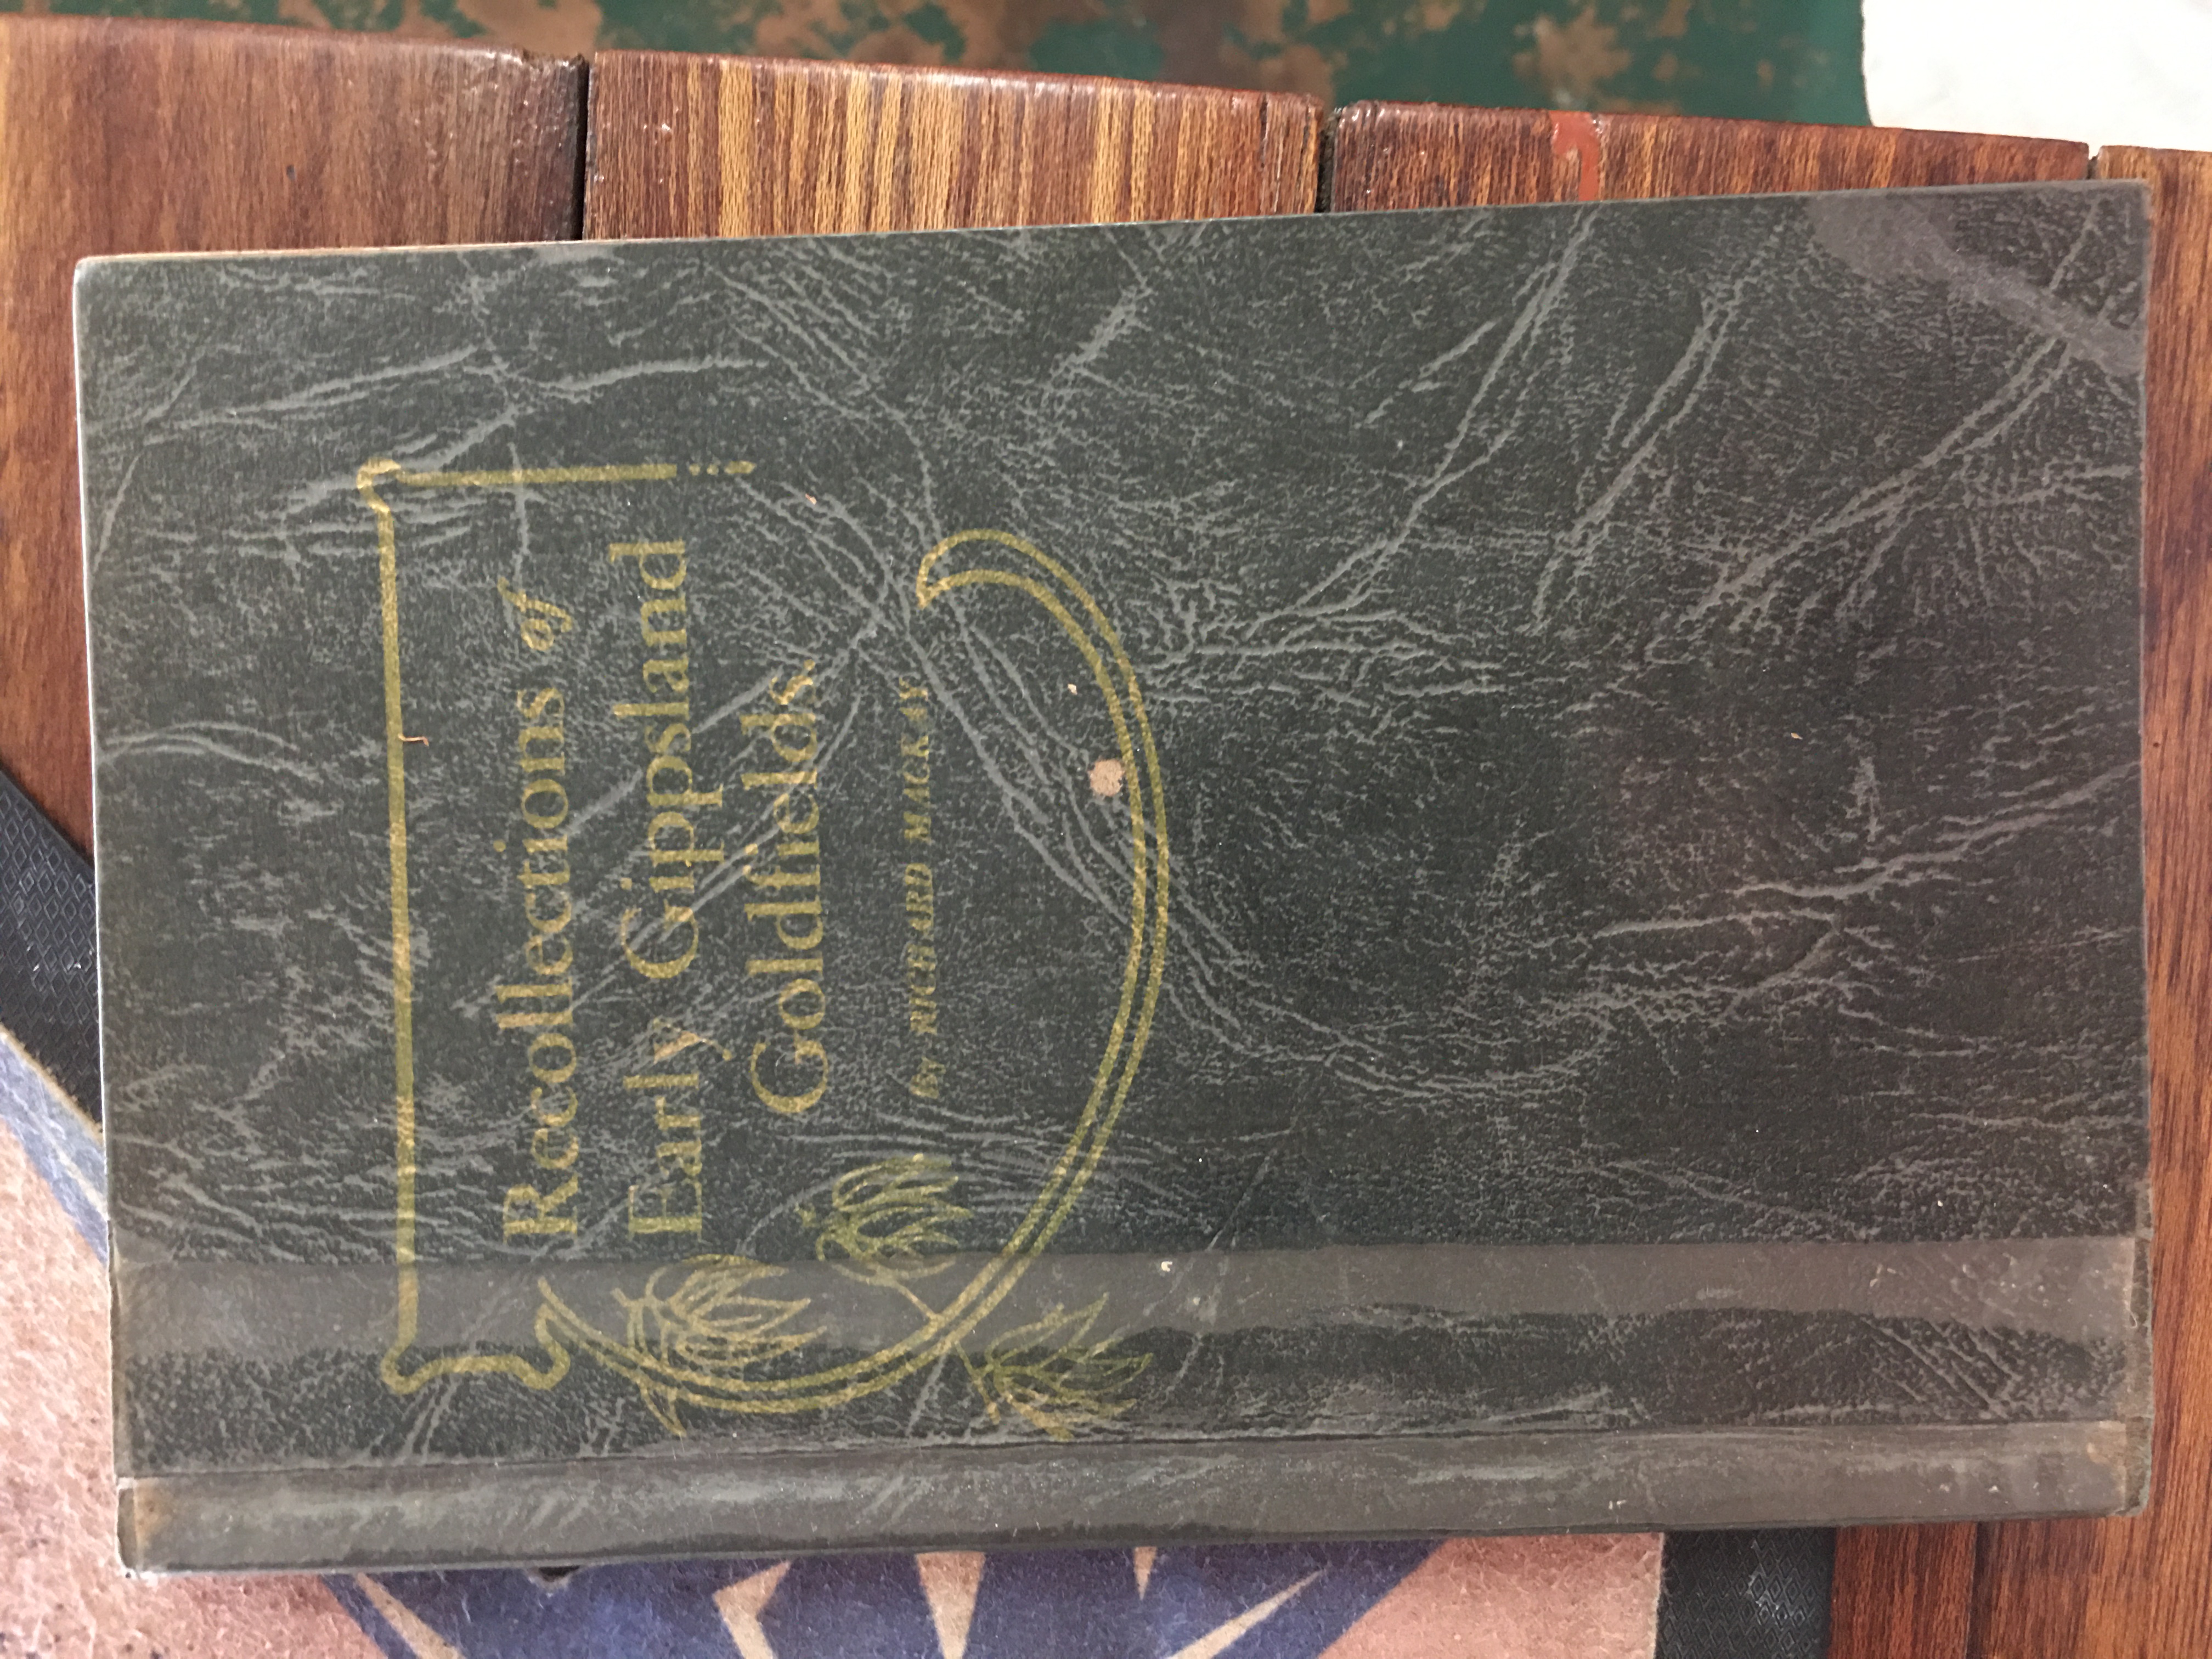 Recollections of
Early Gippsland
Goldfields.
by RICHARD MACKAY